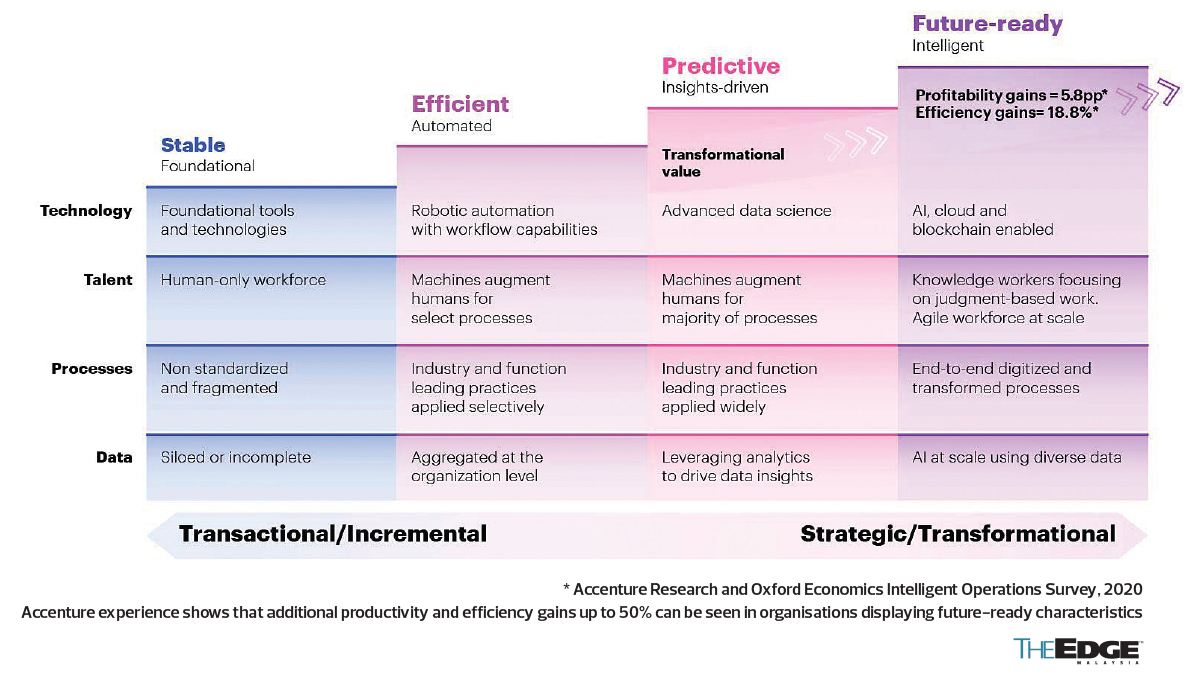 Future-ready
Intelligent
Profitability gains = 5.8pp*
Efficiency gains= 18.8%*
Predictive
Insights-driven
Transformational
value
Efficient
Automated
Stable
Foundational
Technology
Foundational tools
and technologies
Robotic automation
with workflow capabilities
Advanced data science
AI, cloud and
blockchain enabled
Talent
Human-only workforce
Machines augment
humans for
select processes
Machines augment
humans for
majority of processes
Knowledge workers focusing
on judgment-based work.
Agile workforce at scale
Processes
Non standardized
and fragmented
Industry and function
leading practices
applied selectively
Industry and function
leading practices
applied widely
End-to-end digitized and
transformed processes
Data
Siloed or incomplete
Aggregated at the
organization level
Leveraging analytics
to drive data insights
AI at scale using diverse data
Transactional/Incremental
Strategic/Transformational
* Accenture Research and Oxford Economics Intelligent Operations Survey, 2020
Accenture experience shows that additional productivity and efficiency gains up to 50% can be seen in organisations displaying future–ready characteristics
THE EDGE
MALAYSIA